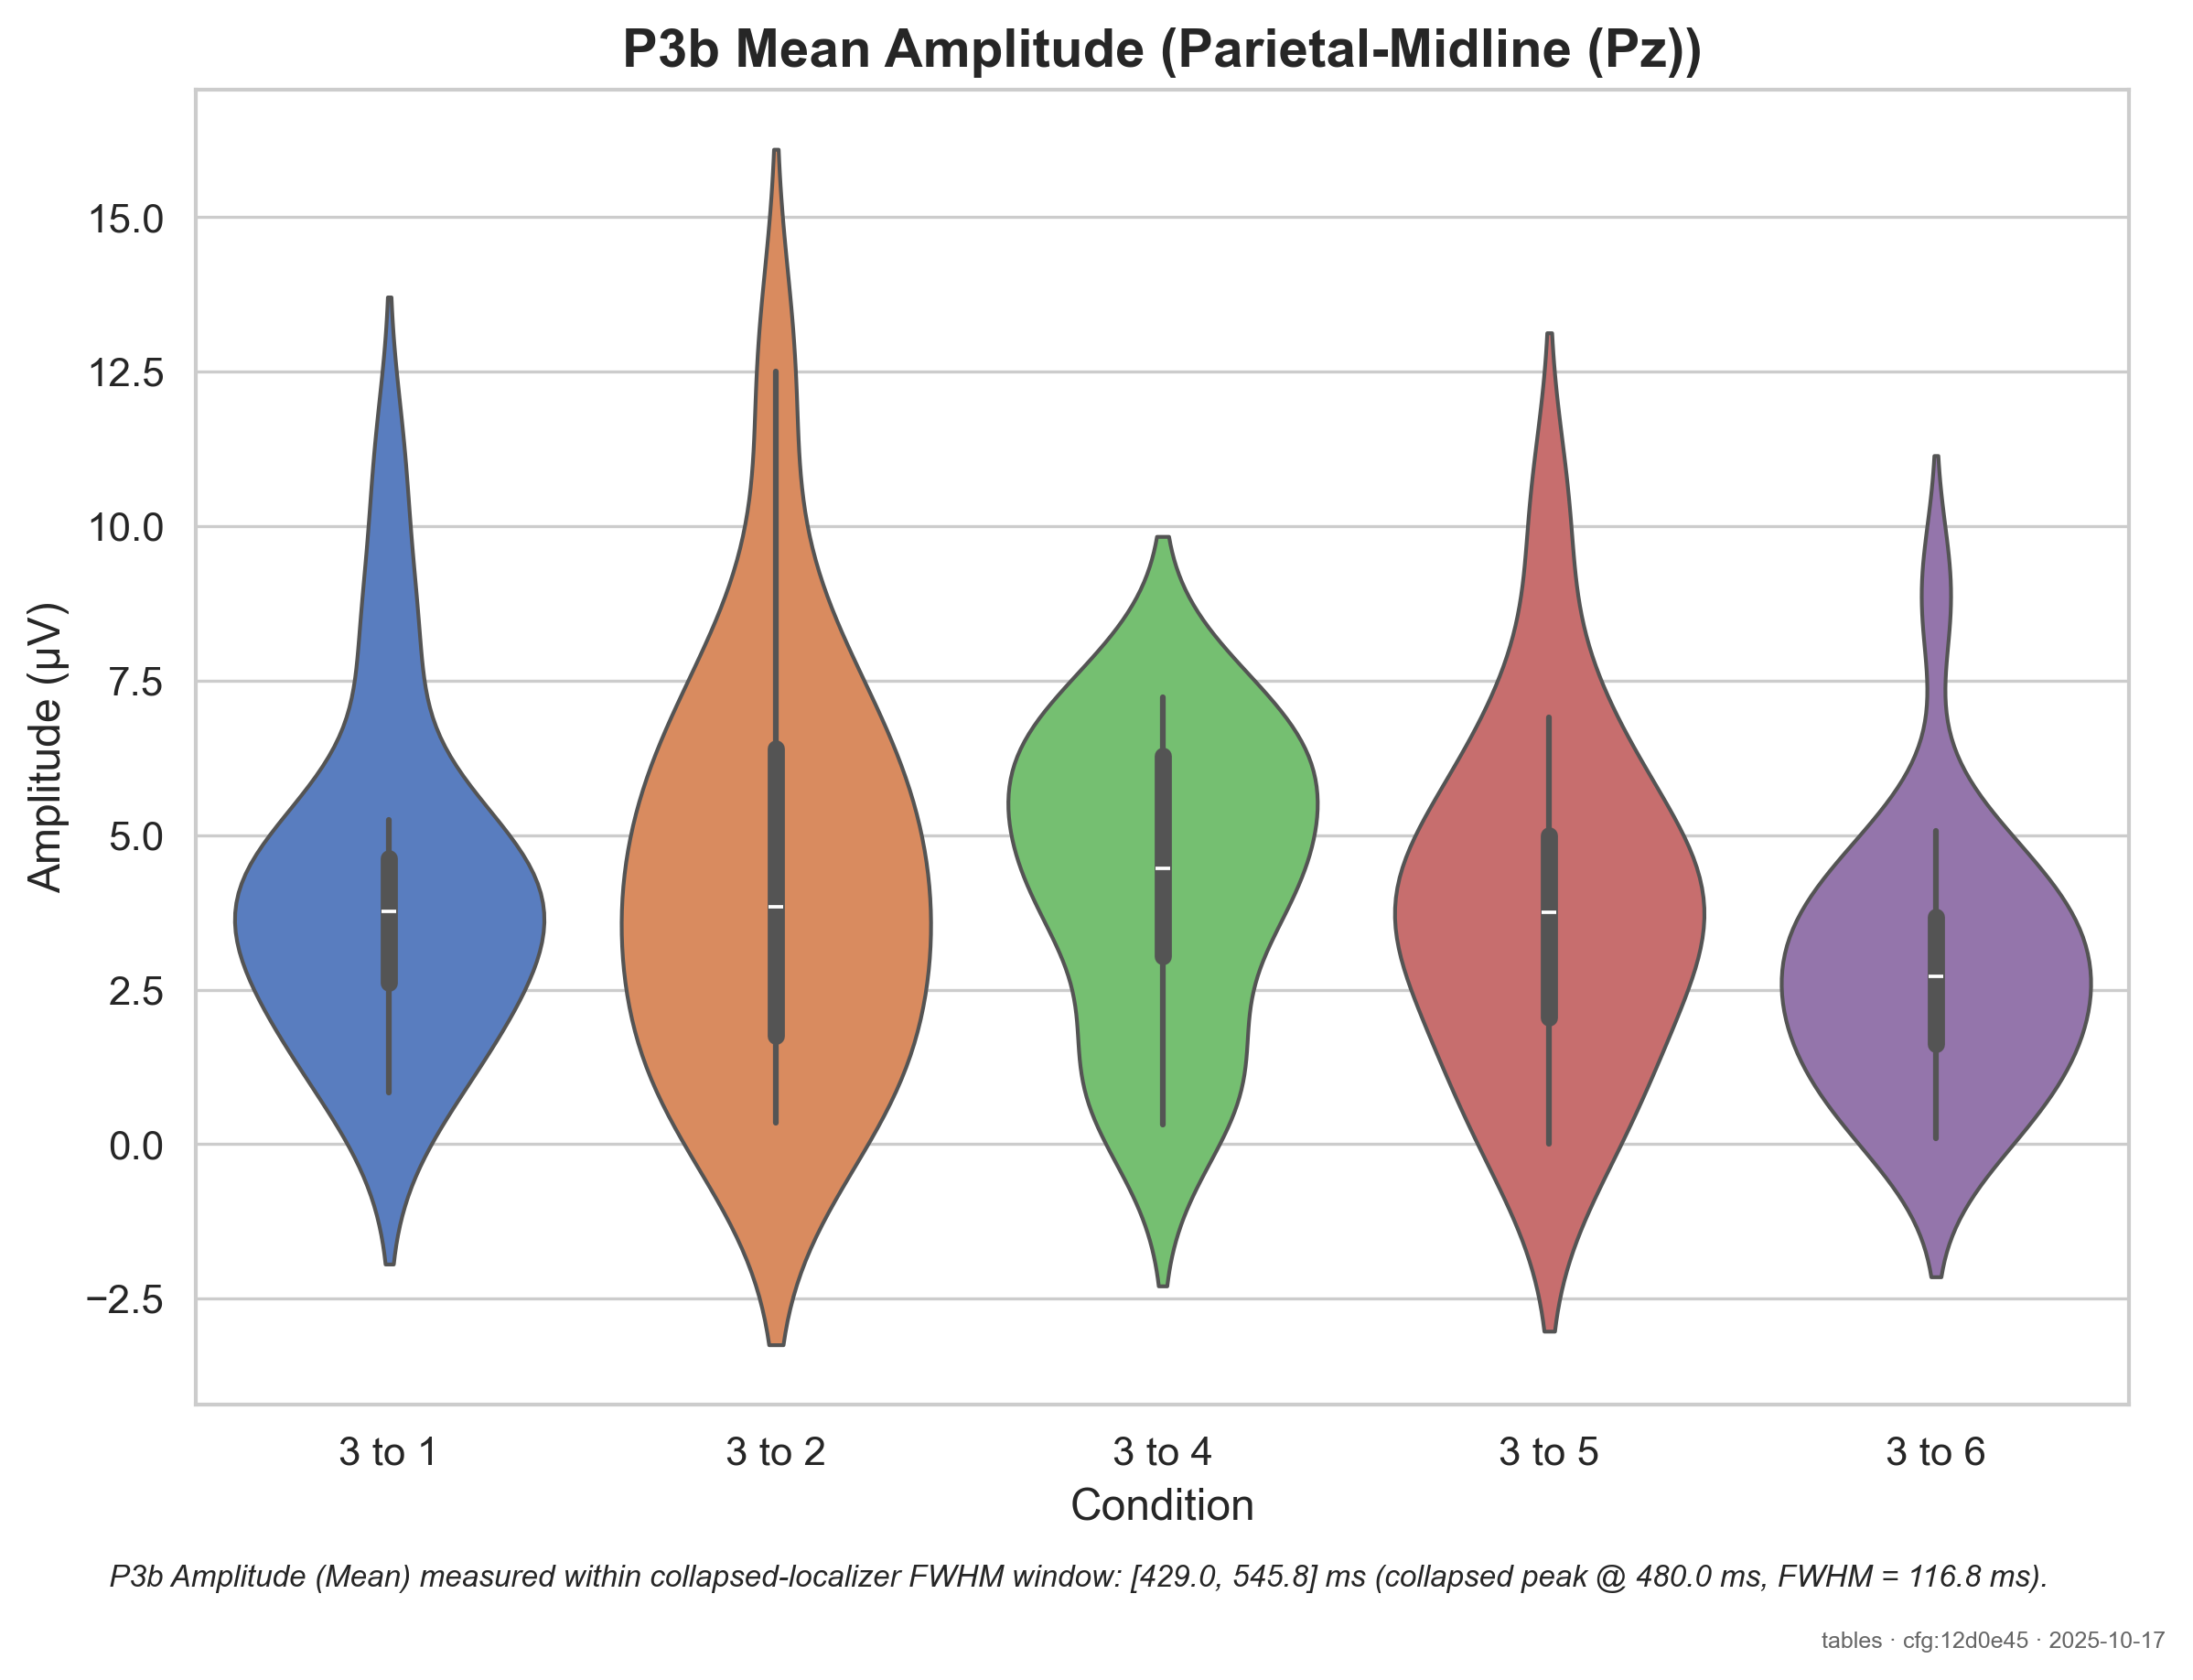 P3b Mean Amplitude (Parietal-Midline (Pz))
Amplitude (µV)
15.0
12.5
10.0
7.5
5.0
2.5
0.0
−2.5
3 to 1 3 to 2 3 to 4 3 to 5 3 to 6
Condition
P3b Amplitude (Mean) measured within collapsed-localizer FWHM window: [429.0, 545.8] ms (collapsed peak @ 480.0 ms, FWHM = 116.8 ms).
tables · cfg:12d0e45 · 2025-10-17